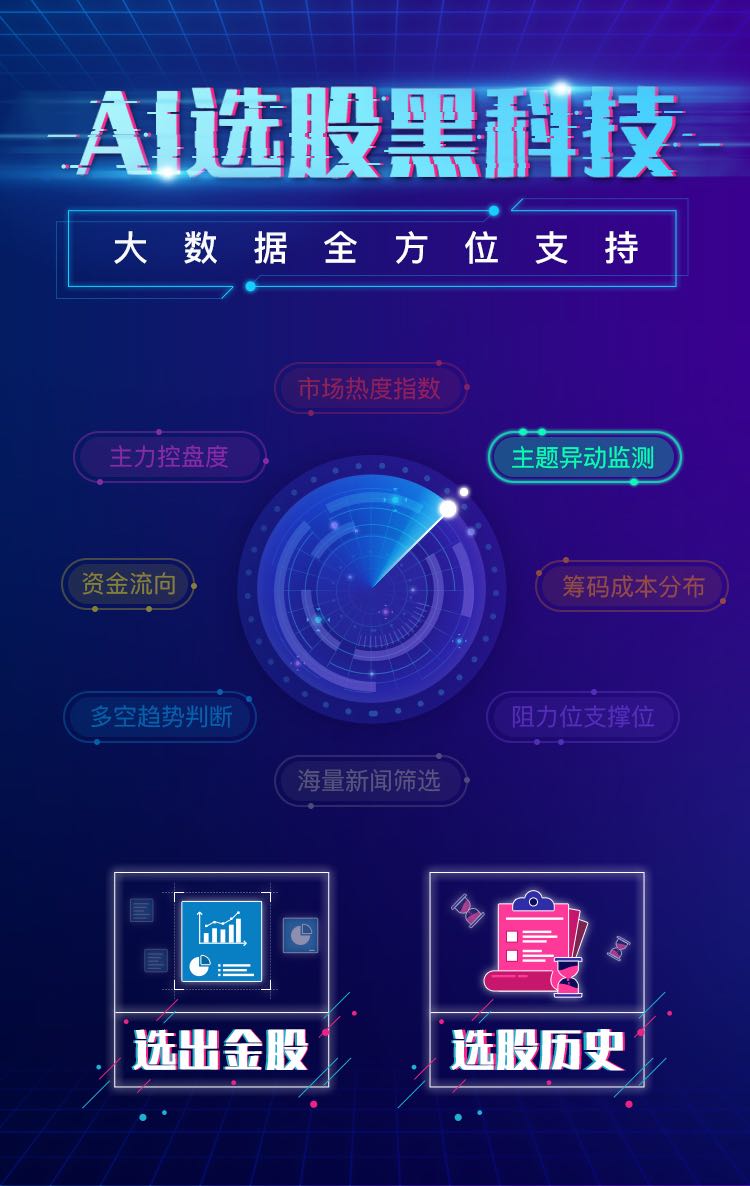 AI选股黑科技
大数据全方位支持
市场热度指数
主力控盘度
主题异动监测
资金流向
筹码成本分布
多空趋势判断
阻力位支撑位
海量新闻筛选
选出金股
选股历史